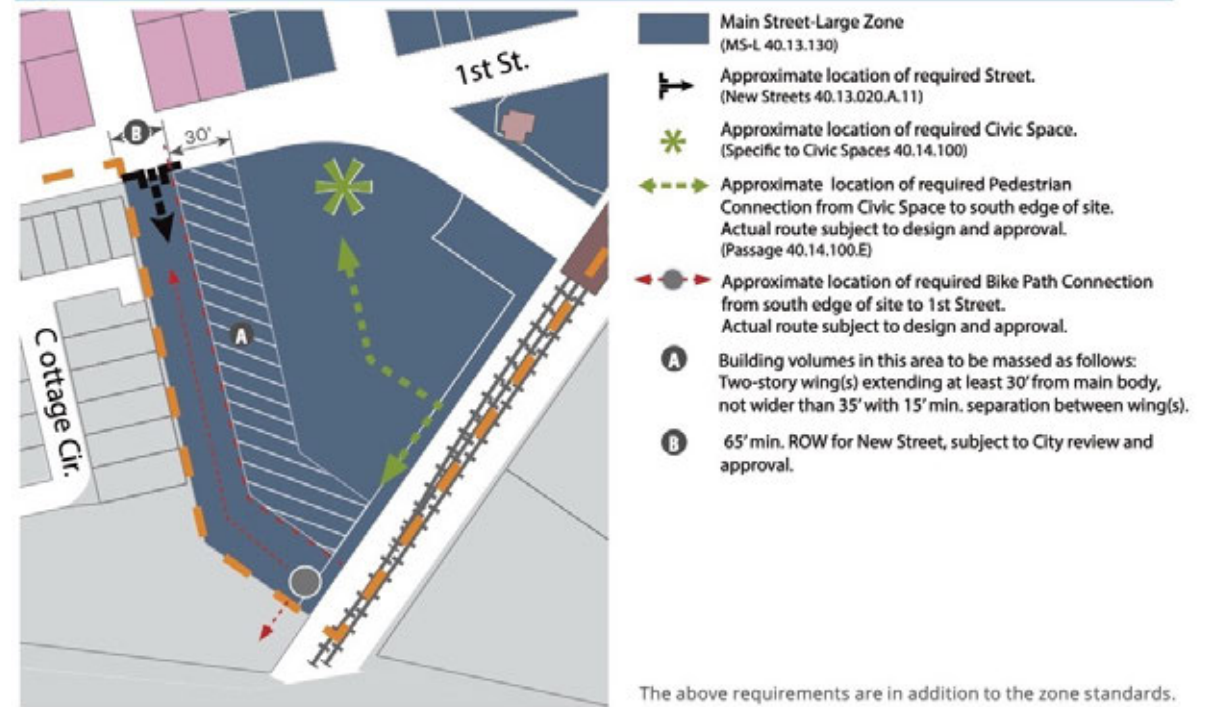 1st St.
B
30'
A
C ottage Cir.
Main Street-Large Zone
(MS-L 40.13.130)
Approximate location of required Street.
(New Streets 40.13.020.A.11)
Approximate location of required Civic Space.
(Specific to Civic Spaces 40.14.100)
Approximate location of required Pedestrian
Connection from Civic Space to south edge of site.
Actual route subject to design and approval.
(Passage 40.14.100.E)
Approximate location of required Bike Path Connection
from south edge of site to 1st Street.
Actual route subject to design and approval.
A
Building volumes in this area to be massed as follows:
Two-story wing(s) extending at least 30' from main body,
not wider than 35' with 15' min. separation between wing(s).
B
65' min. ROW for New Street, subject to City review and
approval.
The above requirements are in addition to the zone standards.